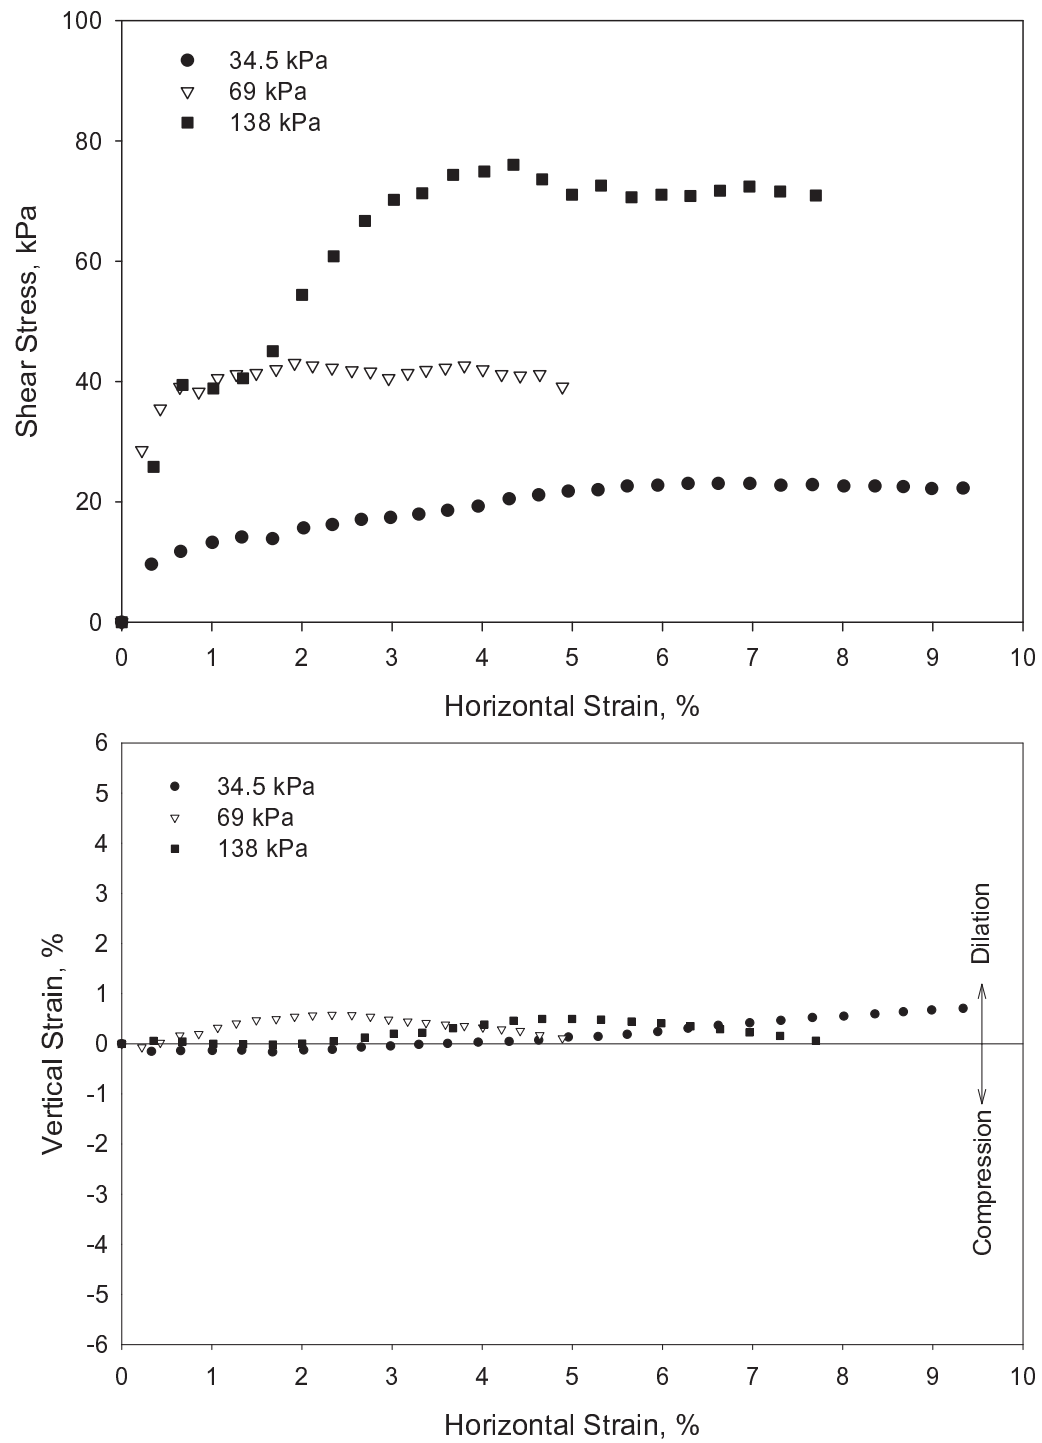 100
80
60
40
20
0
Shear Stress, kPa
34.5 kPa
69 kPa
138 kPa
0 1 2 3 4 5 6 7 8 9 10
Horizontal Strain, %
6
5
4
3
2
1
0
-1
-2
-3
-4
-5
-6
Vertical Strain, %
34.5 kPa
69 kPa
138 kPa
Dilation
Compression
0 1 2 3 4 5 6 7 8 9 10
Horizontal Strain, %